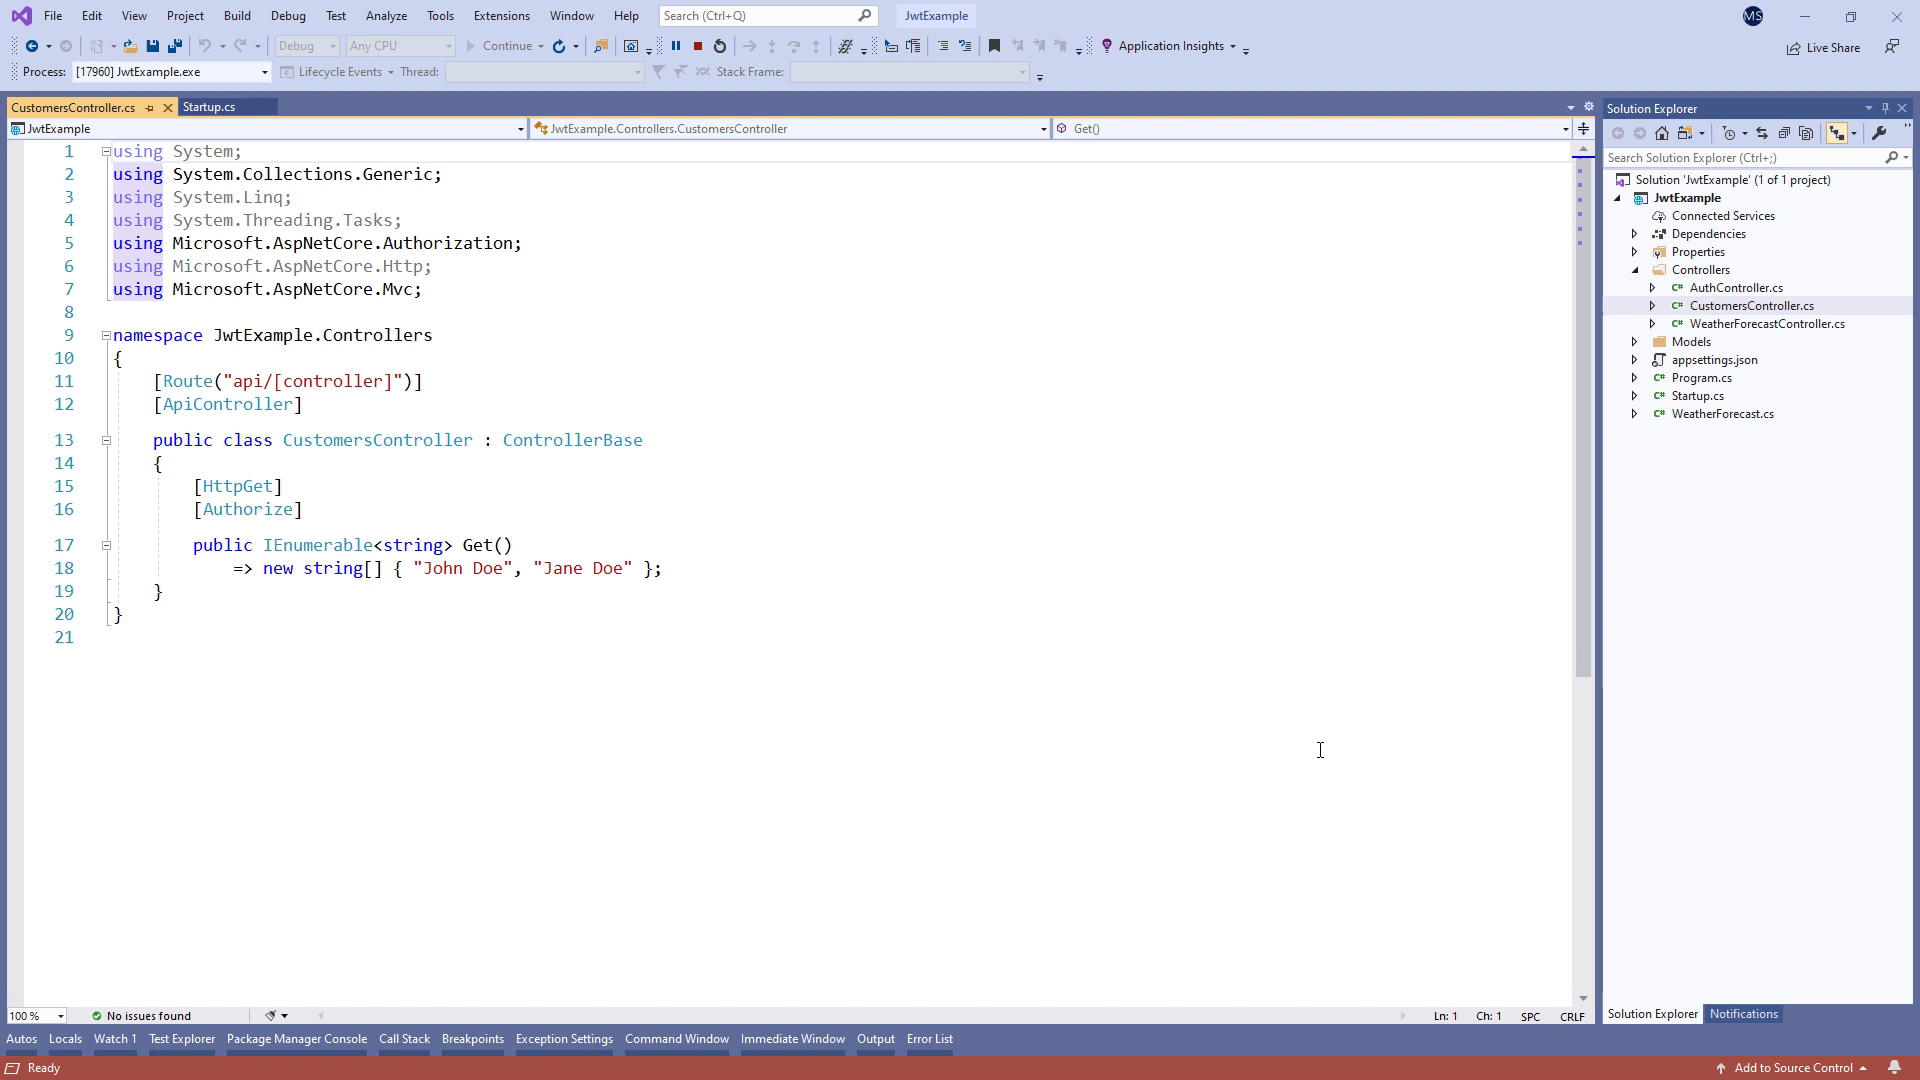 File Edit View Project Build Debug Test Analyze Tools Extensions Window Help Search (Ctrl+Q) JwtExample MS
Debug Any CPU Continue Application Insights Live Share
Process: [17960] JwtExample.exe Lifecycle Events Thread: Stack Frame:
CustomersController.cs Startup.cs
JwtExample JwtExample.Controllers.CustomersController Get()
1 using System;
2 using System.Collections.Generic;
3 using System.Linq;
4 using System.Threading.Tasks;
5 using Microsoft.AspNetCore.Authorization;
6 using Microsoft.AspNetCore.Http;
7 using Microsoft.AspNetCore.Mvc;
8
9 namespace JwtExample.Controllers
10 {
11 [Route("api/[controller]")]
12 [ApiController]
13 public class CustomersController : ControllerBase
14 {
15 [HttpGet]
16 [Authorize]
17 public IEnumerable<string> Get()
18 => new string[] { "John Doe", "Jane Doe" };
19 }
20 }
21
100 % No issues found Ln: 1 Ch: 1 SPC CRLF
Solution Explorer
Search Solution Explorer (Ctrl+;)
Solution 'JwtExample' (1 of 1 project)
JwtExample
Connected Services
Dependencies
Properties
Controllers
C# AuthController.cs
C# CustomersController.cs
C# WeatherForecastController.cs
Models
appsettings.json
C# Program.cs
C# Startup.cs
C# WeatherForecast.cs
Solution Explorer Notifications
Autos Locals Watch 1 Test Explorer Package Manager Console Call Stack Breakpoints Exception Settings Command Window Immediate Window Output Error List
Ready Add to Source Control